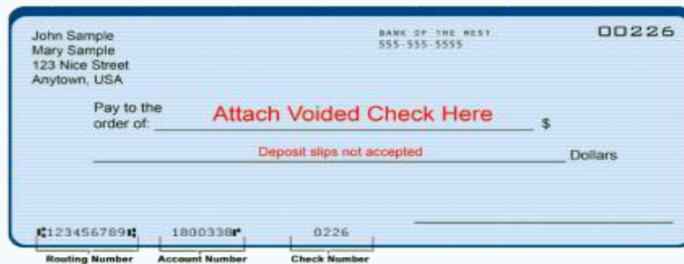 John Sample
Mary Sample
123 Nice Street
Anytown, USA
BANK OF THE WEST
555-555-5555
00226
Pay to the
order of:
Attach Voided Check Here
$
Deposit slips not accepted
Dollars
⑆123456789⑆ 1800338⑈ 0226
Routing Number Account Number Check Number